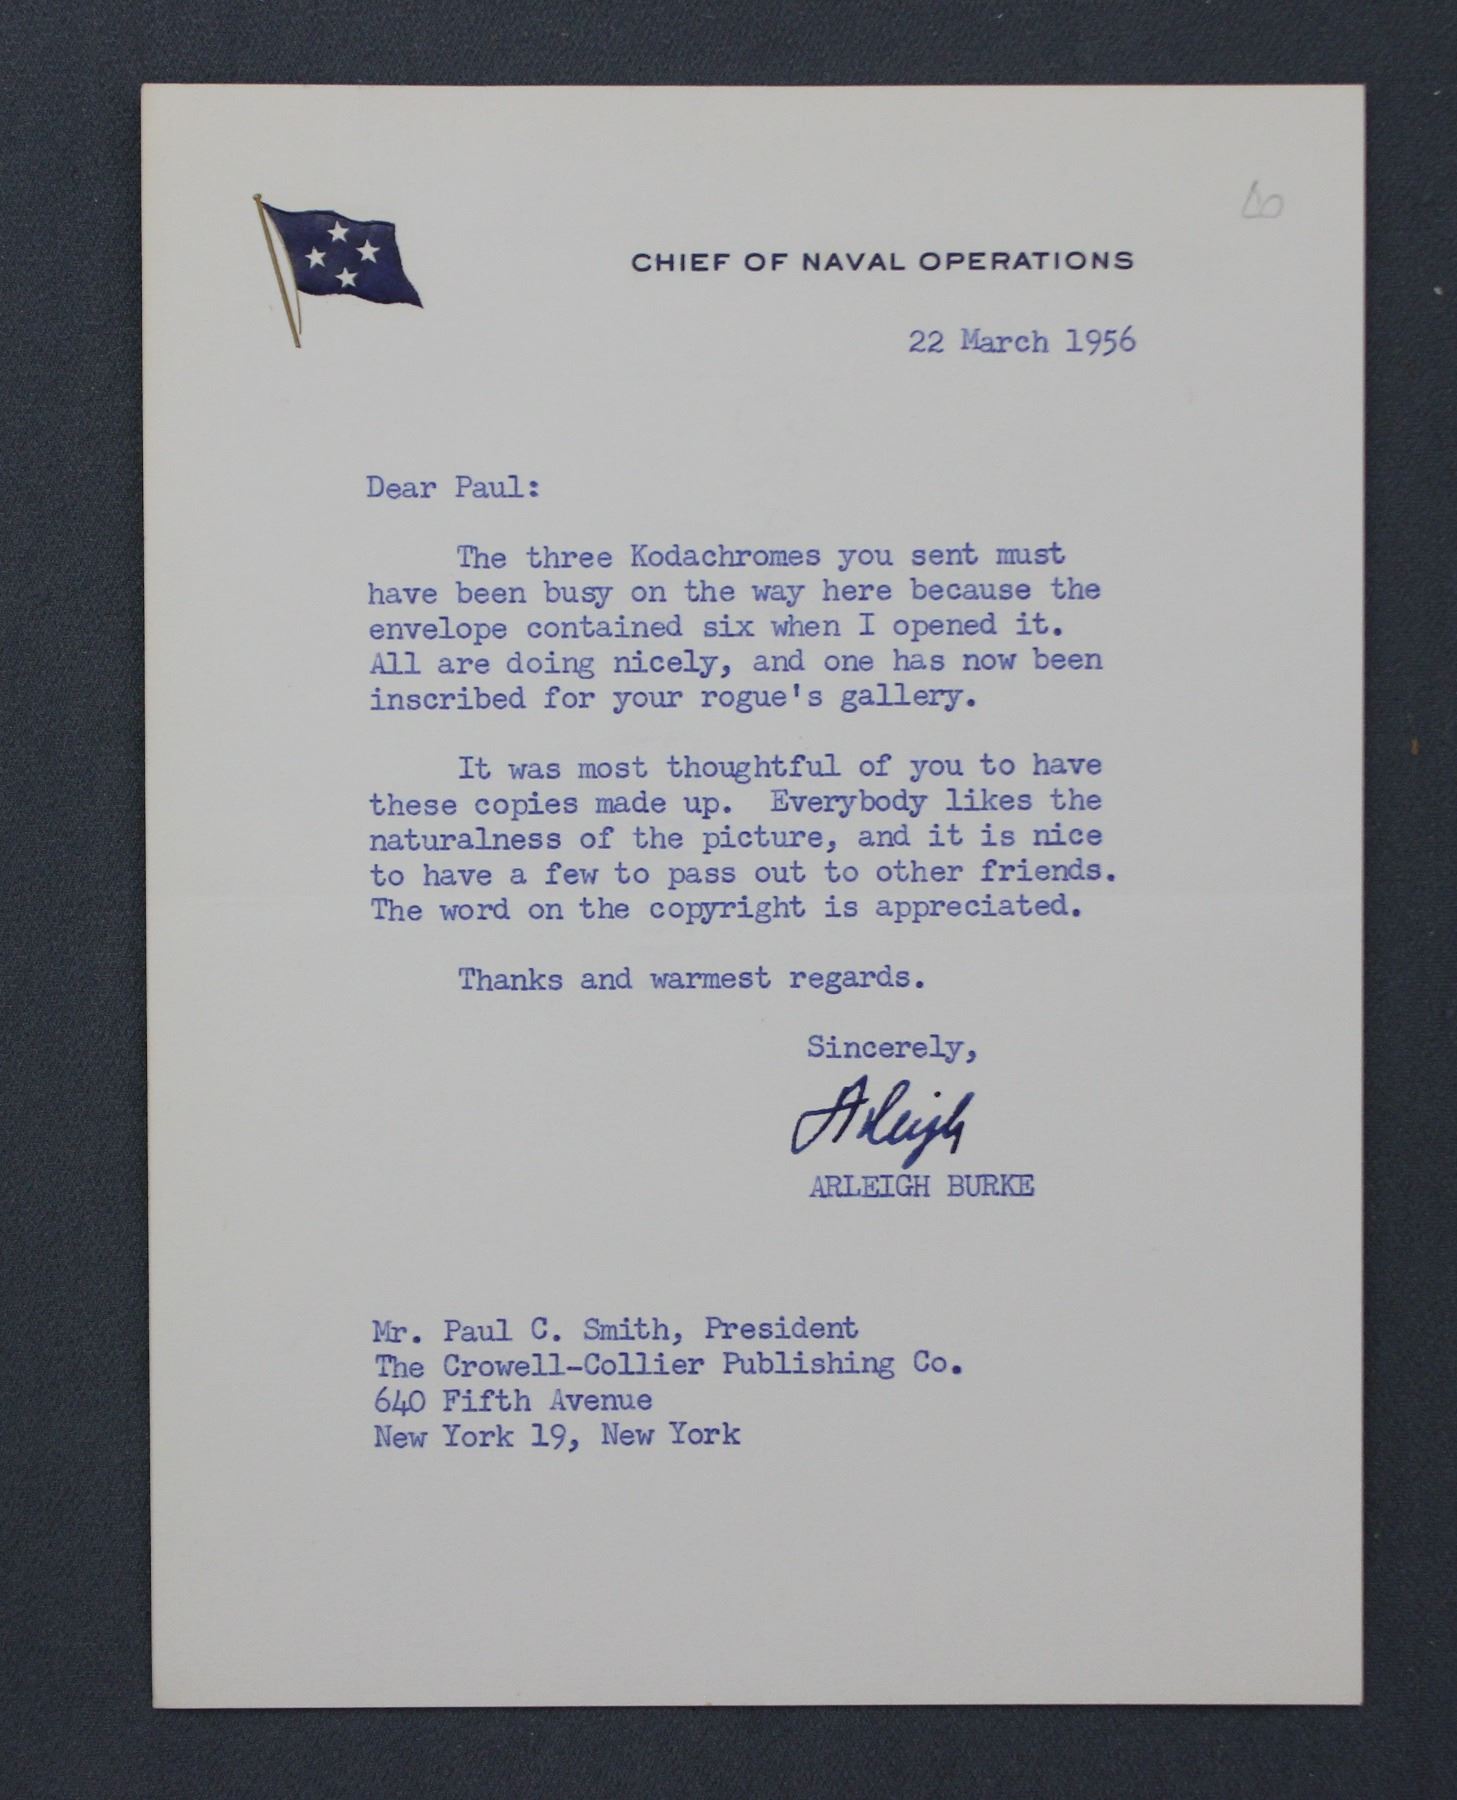 CHIEF OF NAVAL OPERATIONS
22 March 1956
Dear Paul:
The three Kodachromes you sent must
have been busy on the way here because the
envelope contained six when I opened it.
All are doing nicely, and one has now been
inscribed for your rogue's gallery.
It was most thoughtful of you to have
these copies made up. Everybody likes the
naturalness of the picture, and it is nice
to have a few to pass out to other friends.
The word on the copyright is appreciated.
Thanks and warmest regards.
Sincerely,
Arleigh
ARLEIGH BURKE
Mr. Paul C. Smith, President
The Crowell-Collier Publishing Co.
640 Fifth Avenue
New York 19, New York